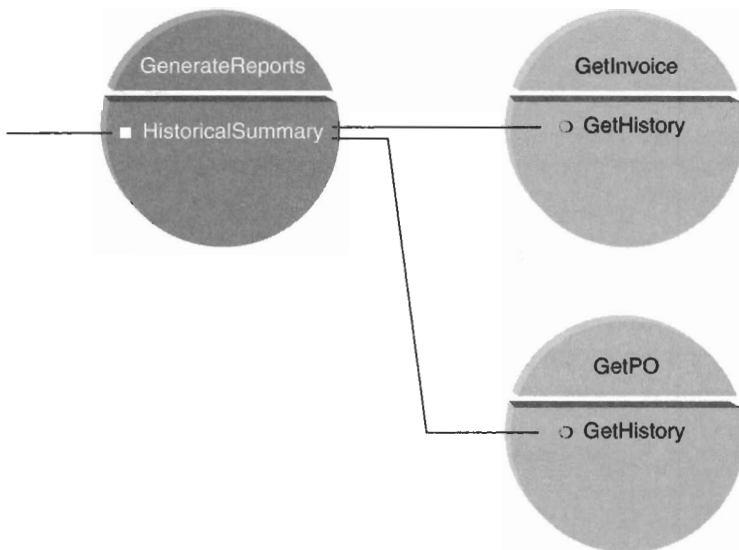 GenerateReports
HistoricalSummary
GetInvoice
GetHistory
GetPO
GetHistory